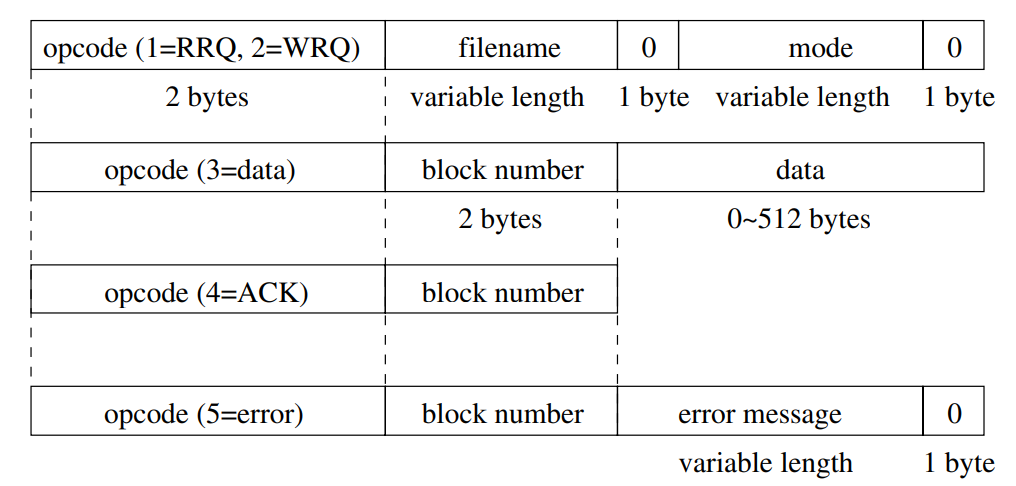 opcode (1=RRQ, 2=WRQ) filename 0 mode 0
2 bytes variable length 1 byte variable length 1 byte
opcode (3=data) block number data
2 bytes 0~512 bytes
opcode (4=ACK) block number
opcode (5=error) block number error message 0
variable length 1 byte